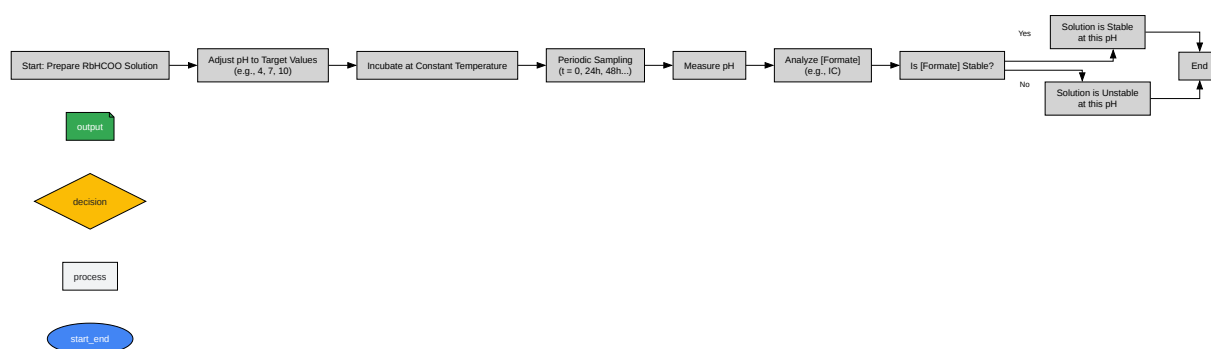 Start: Prepare RbHCOO Solution
Adjust pH to Target Values
(e.g., 4, 7, 10)
Incubate at Constant Temperature
Periodic Sampling
(t = 0, 24h, 48h...)
Measure pH
Analyze [Formate]
(e.g., IC)
Is [Formate] Stable?
Yes
Solution is Stable
at this pH
No
Solution is Unstable
at this pH
End
output
decision
process
start_end